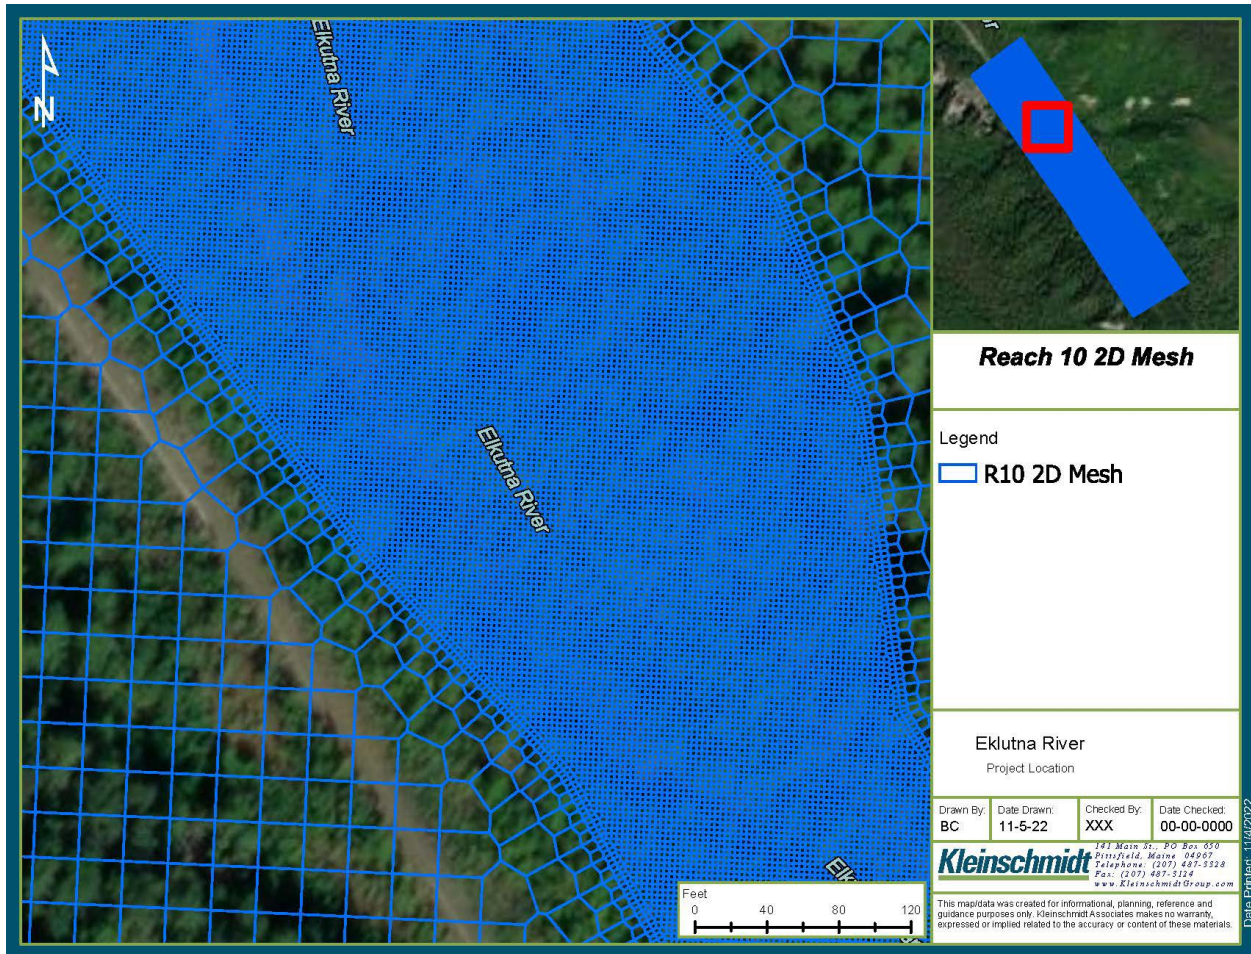 Elkutna River
N
Elkutna River
Feet
0 40 80 120
Reach 10 2D Mesh
Legend
R10 2D Mesh
Eklutna River
Project Location
Drawn By: Date Drawn: Checked By: Date Checked:
BC 11-5-22 XXX 00-00-0000
Kleinschmidt
141 Main St., PO Box 650
Pittsfield, Maine 04967
Telephone: (207) 487-3328
Fax: (207) 487-3124
www.KleinschmidtGroup.com
This map/data was created for informational, planning, reference and
guidance purposes only. Kleinschmidt Associates makes no warranty,
expressed or implied related to the accuracy or content of these materials.
Date Printed: 11/4/2022